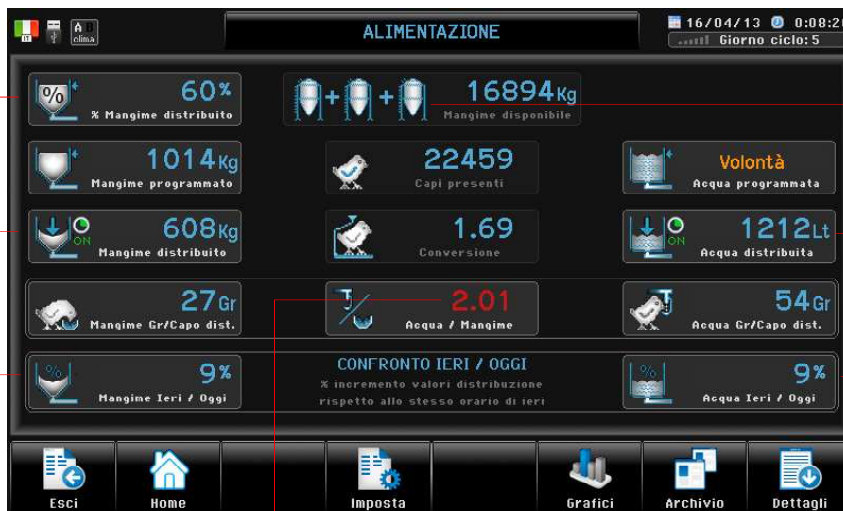 IT
A B
clima
ALIMENTAZIONE
16/04/13 0:08:20
Giorno ciclo: 5
%
60%
% Mangime distribuito
+ +
16894Kg
Mangime disponibile
1014Kg
Mangime programmato
22459
Capi presenti
Volontà
Acqua programmata
ON
608Kg
Mangime distribuito
1.69
Conversione
ON
1212Lt
Acqua distribuita
27Gr
Mangime Gr/Capo dist.
2.01
Acqua / Mangime
54Gr
Acqua Gr/Capo dist.
%
9%
Mangime Ieri / Oggi
CONFRONTO IERI / OGGI
% incremento valori distribuzione
rispetto allo stesso orario di ieri
%
9%
Acqua Ieri / Oggi
Esci
Home
Imposta
Grafici
Archivio
Dettagli